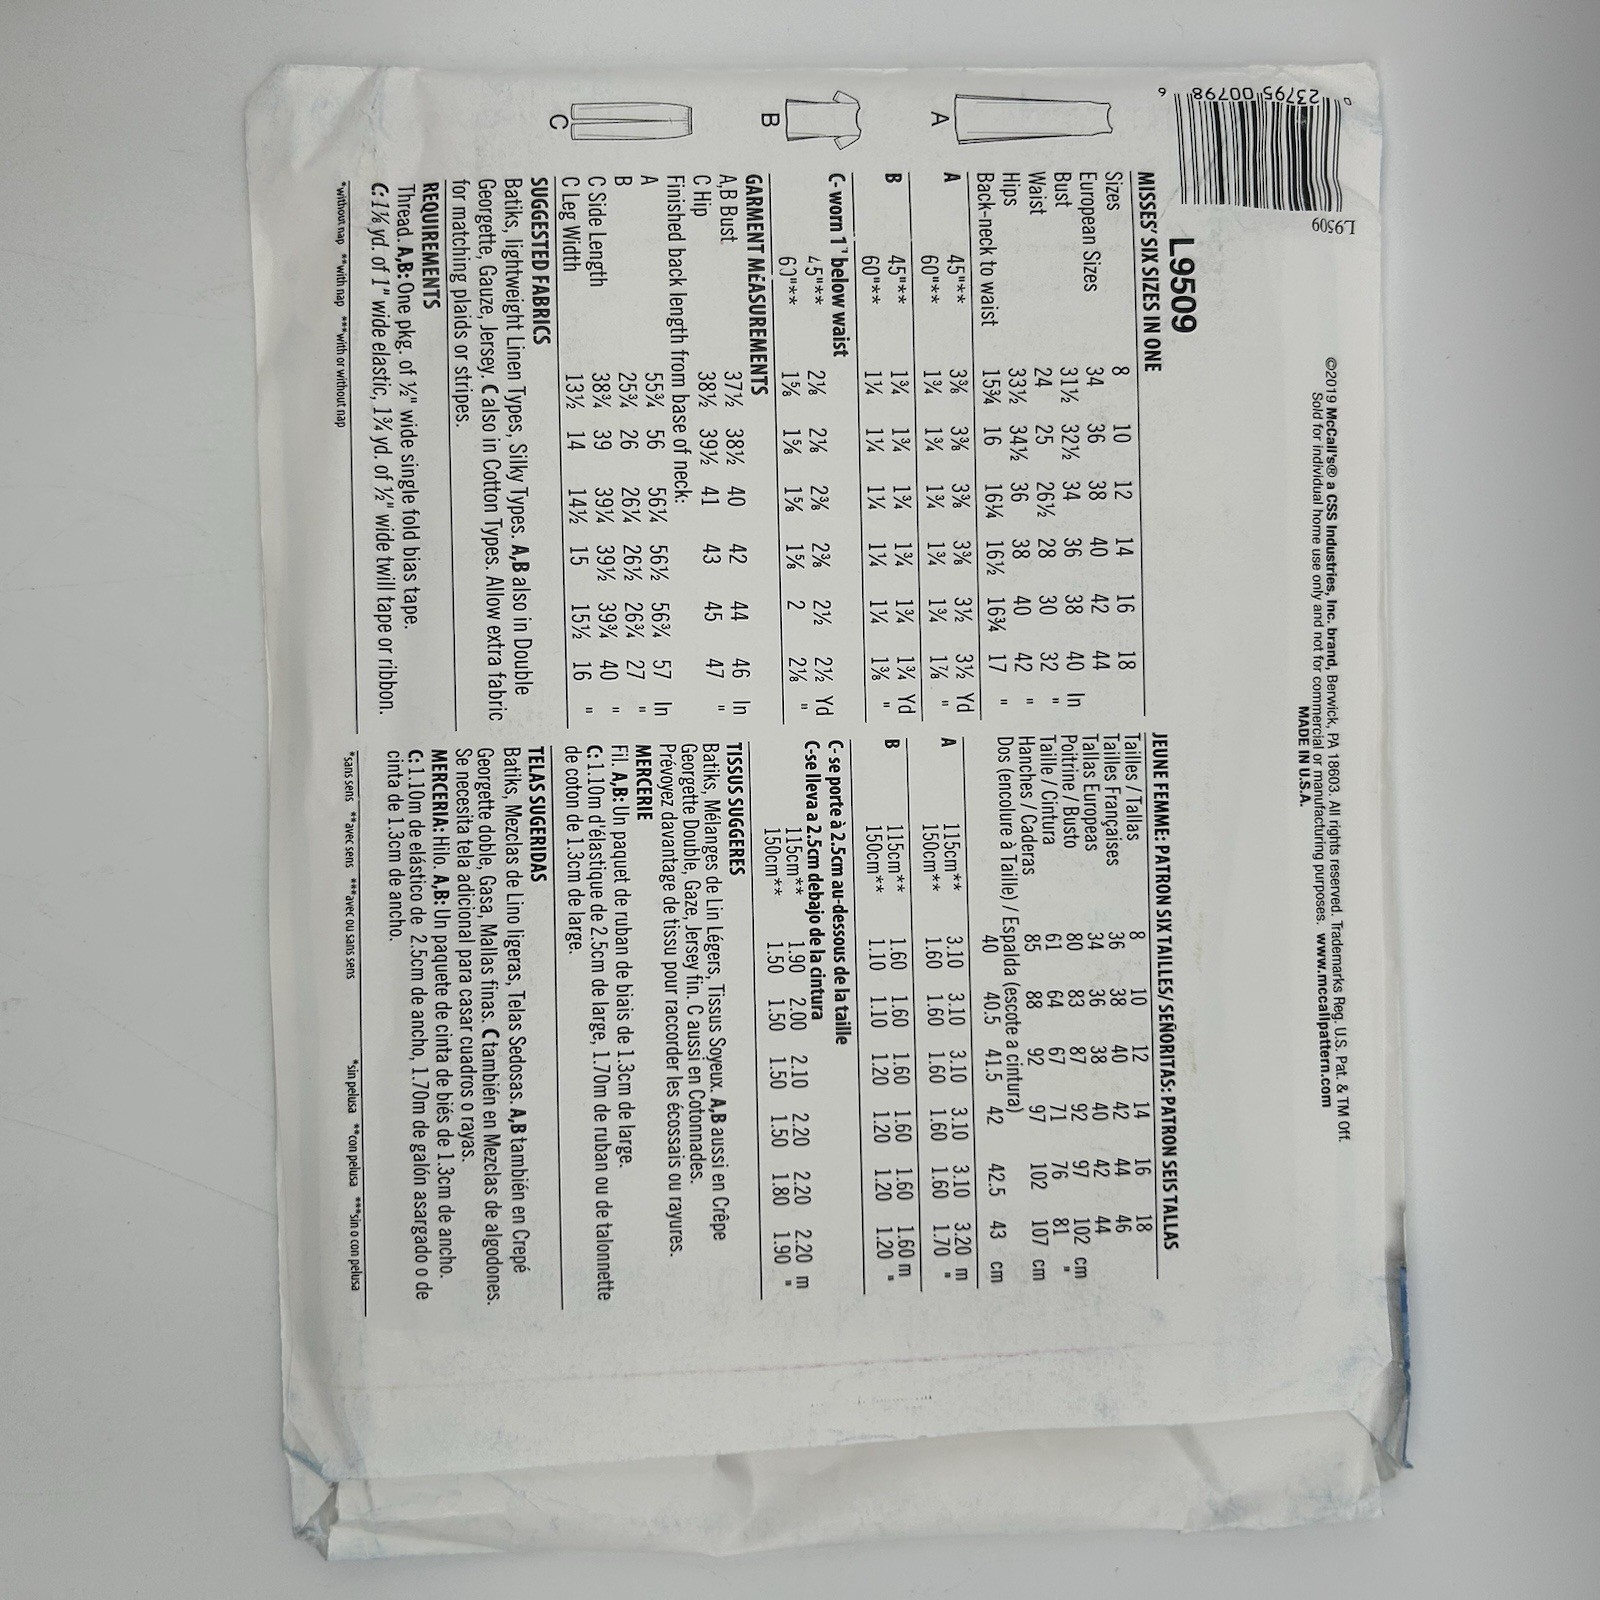 ©2019 McCall's® a CSS Industries, Inc. brand, Berwick, PA 18603. All rights reserved. Trademarks Reg. U.S. Pat. & TM Off.
Sold for individual home use only and not for commercial or manufacturing purposes. www.mccallpattern.com
MADE IN U.S.A.
0 23795 00798 6
L9509
L9509
MISSES' SIX SIZES IN ONE
Sizes 8 10 12 14 16 18
European Sizes 34 36 38 40 42 44
Bust 31½ 32½ 34 36 38 40 In
Waist 24 25 26½ 28 30 32 "
Hips 33½ 34½ 36 38 40 42 "
Back-neck to waist 15¾ 16 16¼ 16½ 16¾ 17 "
A 45"** 3⅜ 3⅜ 3⅜ 3⅜ 3½ 3½ Yd
60"** 1¾ 1¾ 1¾ 1¾ 1¾ 1⅞ "
B 45"** 1¾ 1¾ 1¾ 1¾ 1¾ 1¾ Yd
60"** 1¼ 1¼ 1¼ 1¼ 1¼ 1⅜ "
C- worn 1" below waist
45"** 2⅛ 2⅛ 2⅜ 2⅜ 2½ 2½ Yd
60"** 1⅝ 1⅝ 1⅝ 1⅝ 2 2⅛ "
GARMENT MEASUREMENTS
A,B Bust 37½ 38½ 40 42 44 46 In
C Hip 38½ 39½ 41 43 45 47 "
Finished back length from base of neck:
A 55¾ 56 56¼ 56½ 56¾ 57 In
B 25¾ 26 26¼ 26½ 26¾ 27 "
C Side Length 38¾ 39 39¼ 39½ 39¾ 40 "
C Leg Width 13½ 14 14½ 15 15½ 16 "
SUGGESTED FABRICS
Batiks, lightweight Linen Types, Silky Types. A,B also in Double
Georgette, Gauze, Jersey. C also in Cotton Types. Allow extra fabric
for matching plaids or stripes.
REQUIREMENTS
Thread. A,B: One pkg. of ½" wide single fold bias tape.
C: 1⅛ yd. of 1" wide elastic, 1¾ yd. of ½" wide twill tape or ribbon.
*without nap **with nap ***with or without nap
A
B
C
JEUNE FEMME: PATRON SIX TAILLES/ SEÑORITAS: PATRON SEIS TALLAS
Tailles / Tallas 8 10 12 14 16 18
Tailles Françaises 36 38 40 42 44 46
Tallas Europeas 34 36 38 40 42 44
Poitrine / Busto 80 83 87 92 97 102 cm
Taille / Cintura 61 64 67 71 76 81 "
Hanches / Caderas 85 88 92 97 102 107 cm
Dos (encolure à Taille) / Espalda (escote a cintura)
40 40.5 41.5 42 42.5 43 cm
A 115cm** 3.10 3.10 3.10 3.10 3.10 3.20 m
150cm** 1.60 1.60 1.60 1.60 1.60 1.70 "
B 115cm** 1.60 1.60 1.60 1.60 1.60 1.60 m
150cm** 1.10 1.10 1.20 1.20 1.20 1.20 "
C-se porte à 2.5cm au-dessous de la taille
C-se lleva a 2.5cm debajo de la cintura
115cm** 1.90 2.00 2.10 2.20 2.20 2.20 m
150cm** 1.50 1.50 1.50 1.50 1.80 1.90 "
TISSUS SUGGERES
Batiks, Mélanges de Lin Légers, Tissus Soyeux. A,B aussi en Crêpe
Georgette Double, Gaze, Jersey fin. C aussi en Cotonnades.
Prévoyez davantage de tissu pour raccorder les écossais ou rayures.
MERCERIE
Fil. A,B: Un paquet de ruban de biais de 1.3cm de large.
C: 1.10m d'élastique de 2.5cm de large, 1.70m de ruban ou de talonnette
de coton de 1.3cm de large.
TELAS SUGERIDAS
Batiks, Mezclas de Lino ligeras, Telas Sedosas. A,B también en Crepé
Georgette doble, Gasa, Mallas finas. C también en Mezclas de algodones.
Se necesita tela adicional para casar cuadros o rayas.
MERCERIA: Hilo. A,B: Un paquete de cinta de biés de 1.3cm de ancho.
C: 1.10m de elástico de 2.5cm de ancho, 1.70m de galón asargado o de
cinta de 1.3cm de ancho.
*sans sens **avec sens ***avec ou sans sens *sin pelusa **con pelusa ***sin o con pelusa